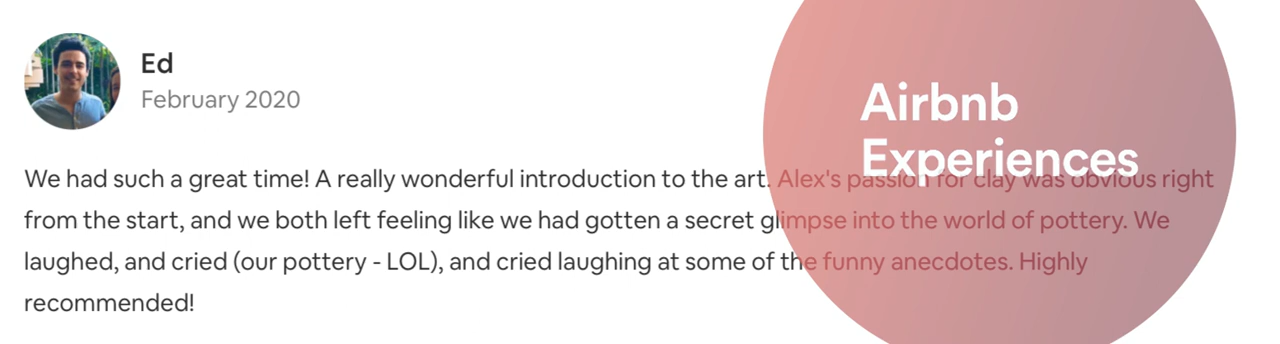 Ed
February 2020
Airbnb
Experiences
We had such a great time! A really wonderful introduction to the art. Alex's passion for clay was obvious right
from the start, and we both left feeling like we had gotten a secret glimpse into the world of pottery. We
laughed, and cried (our pottery - LOL), and cried laughing at some of the funny anecdotes. Highly
recommended!